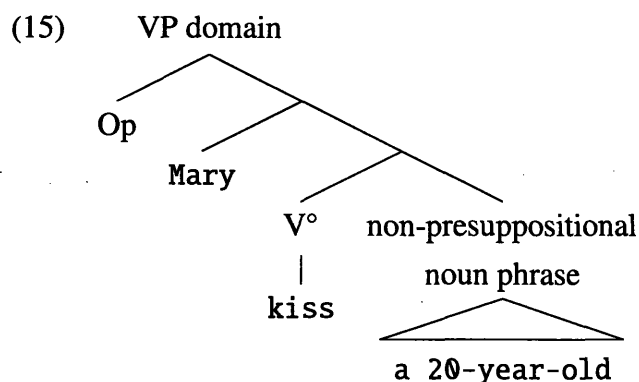 (15) VP domain
Op
Mary
V° non-presuppositional
noun phrase
kiss
a 20-year-old